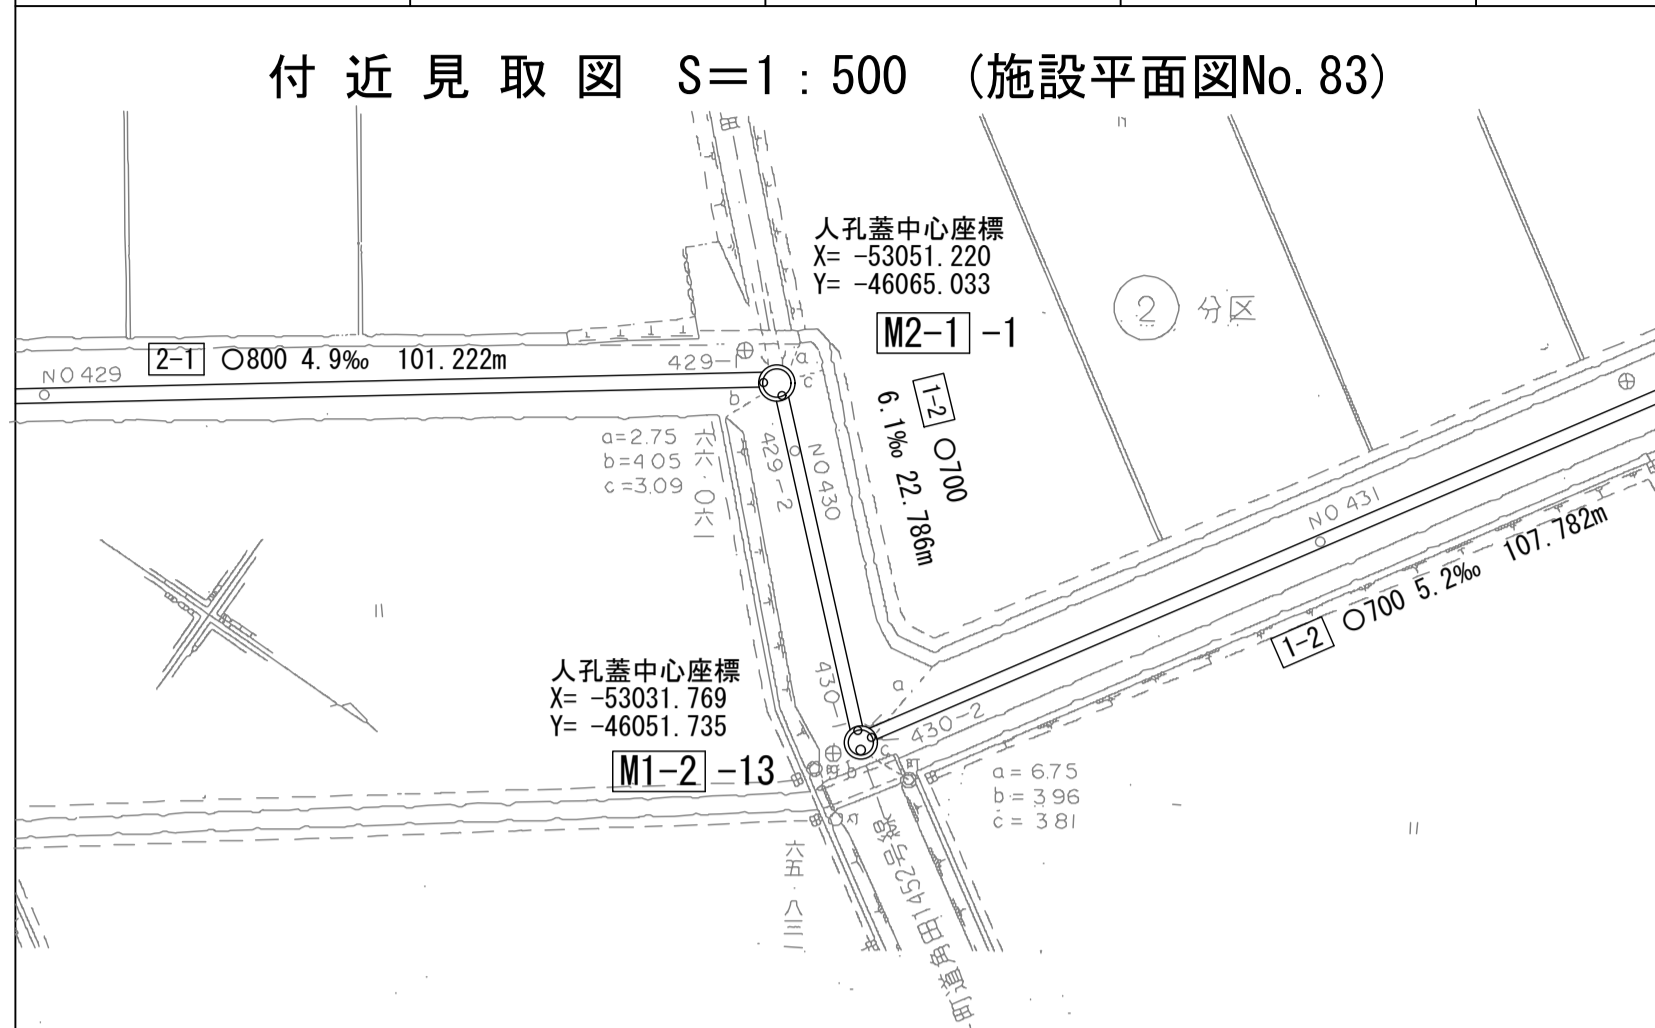 付近見取図 S=1:500 (施設平面図No.83)
人孔蓋中心座標
X= -53051.220
Y= -46065.033
M2-1 -1
② 分区
2-1 ○800 4.9‰ 101.222m
NO429
429-1
a
c
b
a=2.75
b=4.05
c=3.09
六六・〇六一
429-2
NO430
1-2 ○700
6.1‰ 22.786m
NO 431
1-2 ○700 5.2‰ 107.782m
人孔蓋中心座標
X= -53031.769
Y= -46051.735
M1-2 -13
430-1
a
430-2
b
c
a=6.75
b=3.96
c=3.81
六五・八三一
町道角田1452号線